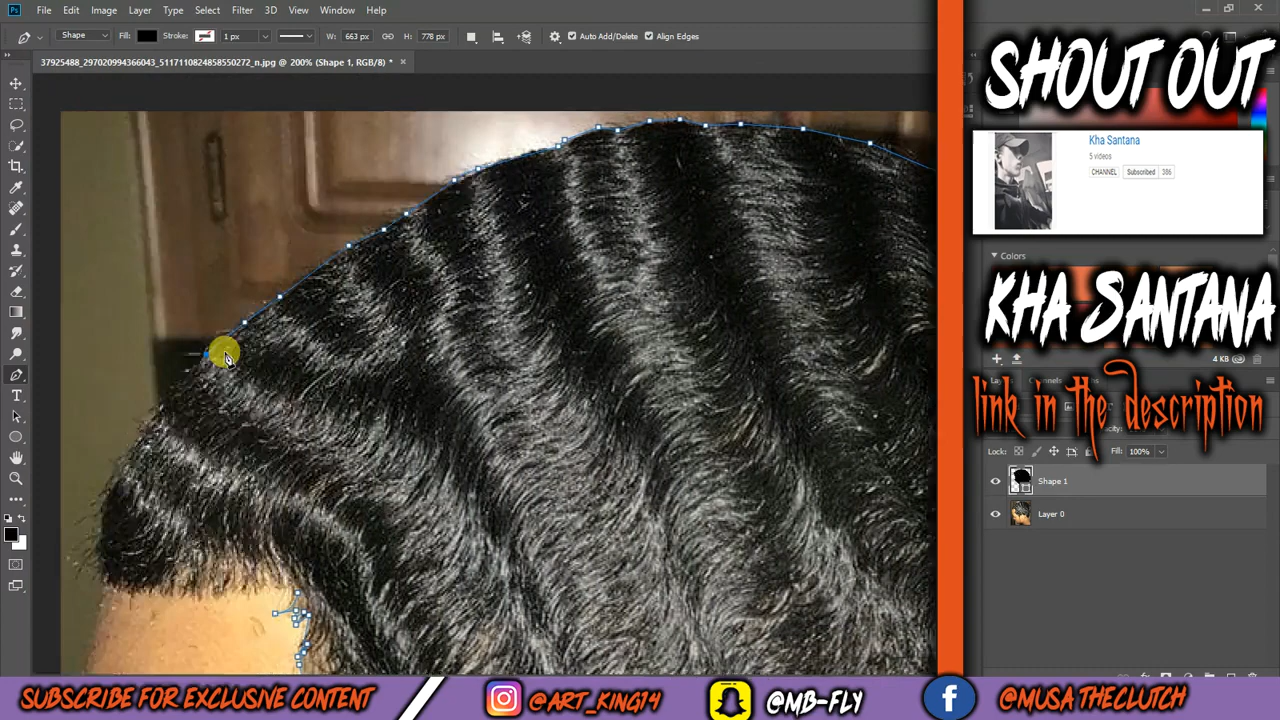 File Edit Image Layer Type Select Filter 3D View Window Help
Shape Fill: Stroke: 1 px W: 663 px H: 778 px Auto Add/Delete Align Edges
37925488_297020994366043_5117110824858550272_n.jpg @ 200% (Shape 1, RGB/8) *
SHOUT OUT
Kha Santana
5 videos
CHANNEL Subscribed 386
Colors
KHA SANTANA
4 KB
link in the description
Lock: Fill: 100%
Shape 1
Layer 0
SUBSCRIBE FOR EXCLUSIVE CONTENT @ART_KING14 @MB-FLY @MUSA THECLUTCH